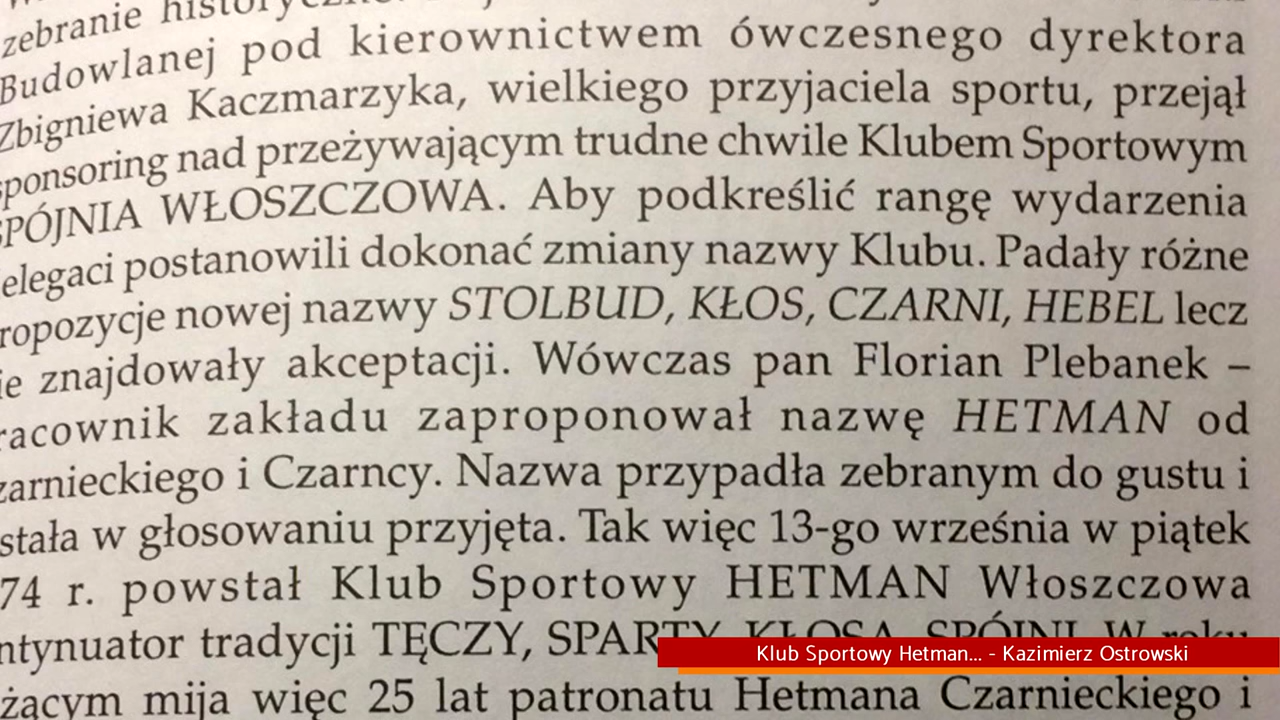 zebranie
Budowlanej pod kierownictwem ówczesnego dyrektora
Zbigniewa Kaczmarzyka, wielkiego przyjaciela sportu, przejął
sponsoring nad przeżywającym trudne chwile Klubem Sportowym
SPÓJNIA WŁOSZCZOWA. Aby podkreślić rangę wydarzenia
elegaci postanowili dokonać zmiany nazwy Klubu. Padały różne
ropozycje nowej nazwy STOLBUD, KŁOS, CZARNI, HEBEL lecz
ie znajdowały akceptacji. Wówczas pan Florian Plebanek –
racownik zakładu zaproponował nazwę HETMAN od
zarnieckiego i Czarncy. Nazwa przypadła zebranym do gustu i
stała w głosowaniu przyjęta. Tak więc 13-go września w piątek
74 r. powstał Klub Sportowy HETMAN Włoszczowa
ntynuator tradycji TĘCZY, SPARTY, KŁOSA, SPÓJNI. W roku
żącym mija więc 25 lat patronatu Hetmana Czarnieckiego i
Klub Sportowy Hetman... - Kazimierz Ostrowski